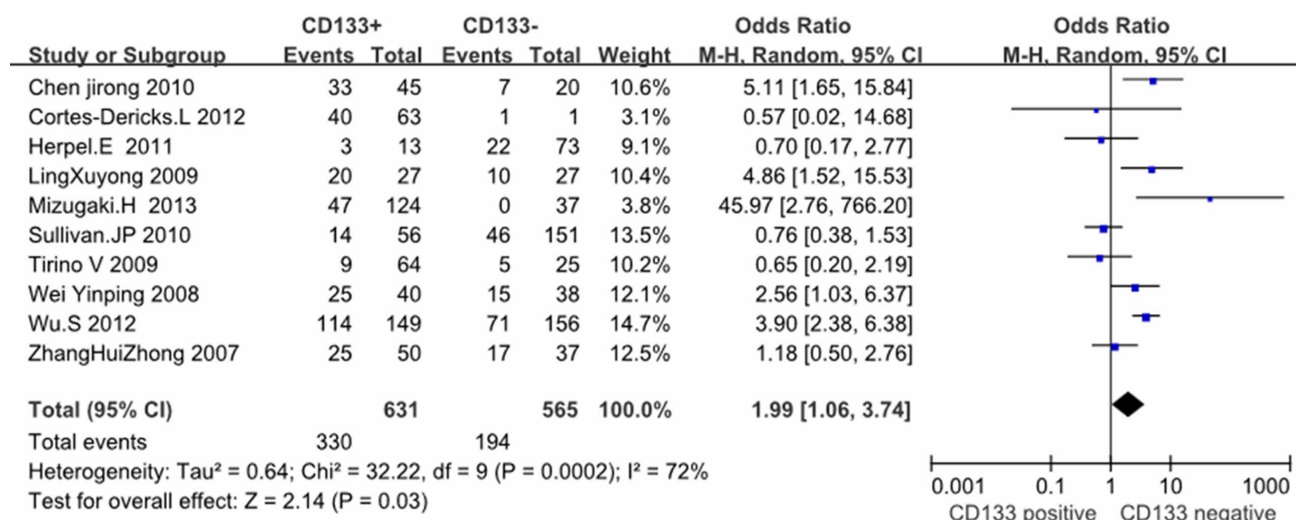 CD133+ CD133- Odds Ratio Odds Ratio
Study or Subgroup Events Total Events Total Weight M-H, Random, 95% CI M-H, Random, 95% CI
Chen jirong 2010 33 45 7 20 10.6% 5.11 [1.65, 15.84]
Cortes-Dericks.L 2012 40 63 1 1 3.1% 0.57 [0.02, 14.68]
Herpel.E 2011 3 13 22 73 9.1% 0.70 [0.17, 2.77]
LingXuyong 2009 20 27 10 27 10.4% 4.86 [1.52, 15.53]
Mizugaki.H 2013 47 124 0 37 3.8% 45.97 [2.76, 766.20]
Sullivan.JP 2010 14 56 46 151 13.5% 0.76 [0.38, 1.53]
Tirino V 2009 9 64 5 25 10.2% 0.65 [0.20, 2.19]
Wei Yinping 2008 25 40 15 38 12.1% 2.56 [1.03, 6.37]
Wu.S 2012 114 149 71 156 14.7% 3.90 [2.38, 6.38]
ZhangHuiZhong 2007 25 50 17 37 12.5% 1.18 [0.50, 2.76]
Total (95% CI) 631 565 100.0% 1.99 [1.06, 3.74]
Total events 330 194
Heterogeneity: Tau² = 0.64; Chi² = 32.22, df = 9 (P = 0.0002); I² = 72%
Test for overall effect: Z = 2.14 (P = 0.03)
0.001 0.1 1 10 1000
CD133 positive CD133 negative